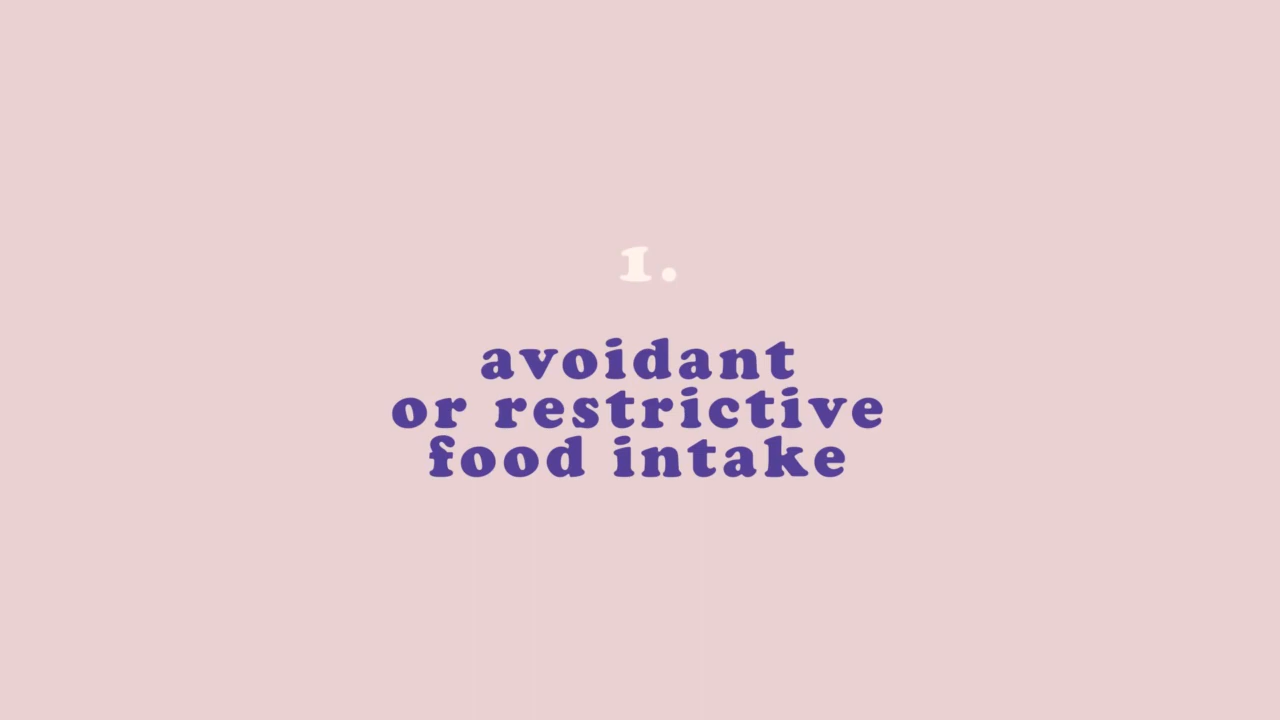 1.
avoidant
or restrictive
food intake